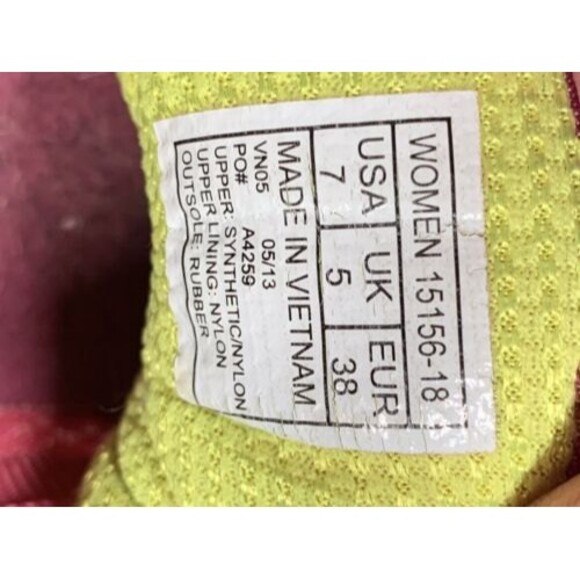 WOMEN 15156-18
USA UK EUR
7 5 38
MADE IN VIETNAM
VN05 05/13
PO# A4259
UPPER: SYNTHETIC/NYLON
UPPER LINING: NYLON
OUTSOLE: RUBBER